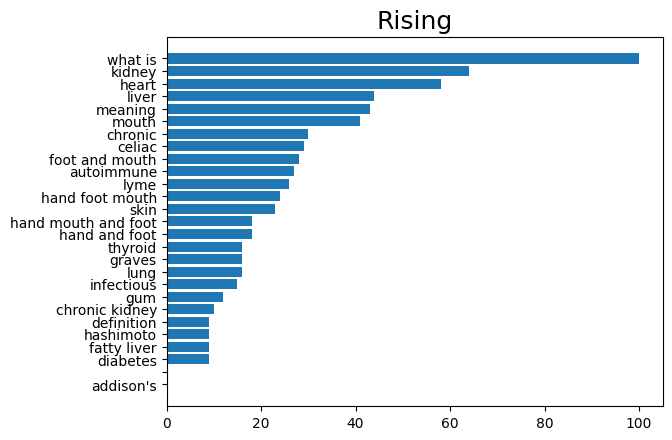 Rising
what is
kidney
heart
liver
meaning
mouth
chronic
celiac
foot and mouth
autoimmune
lyme
hand foot mouth
skin
hand mouth and foot
hand and foot
thyroid
graves
lung
infectious
gum
chronic kidney
definition
hashimoto
fatty liver
diabetes
addison's
0 20 40 60 80 100